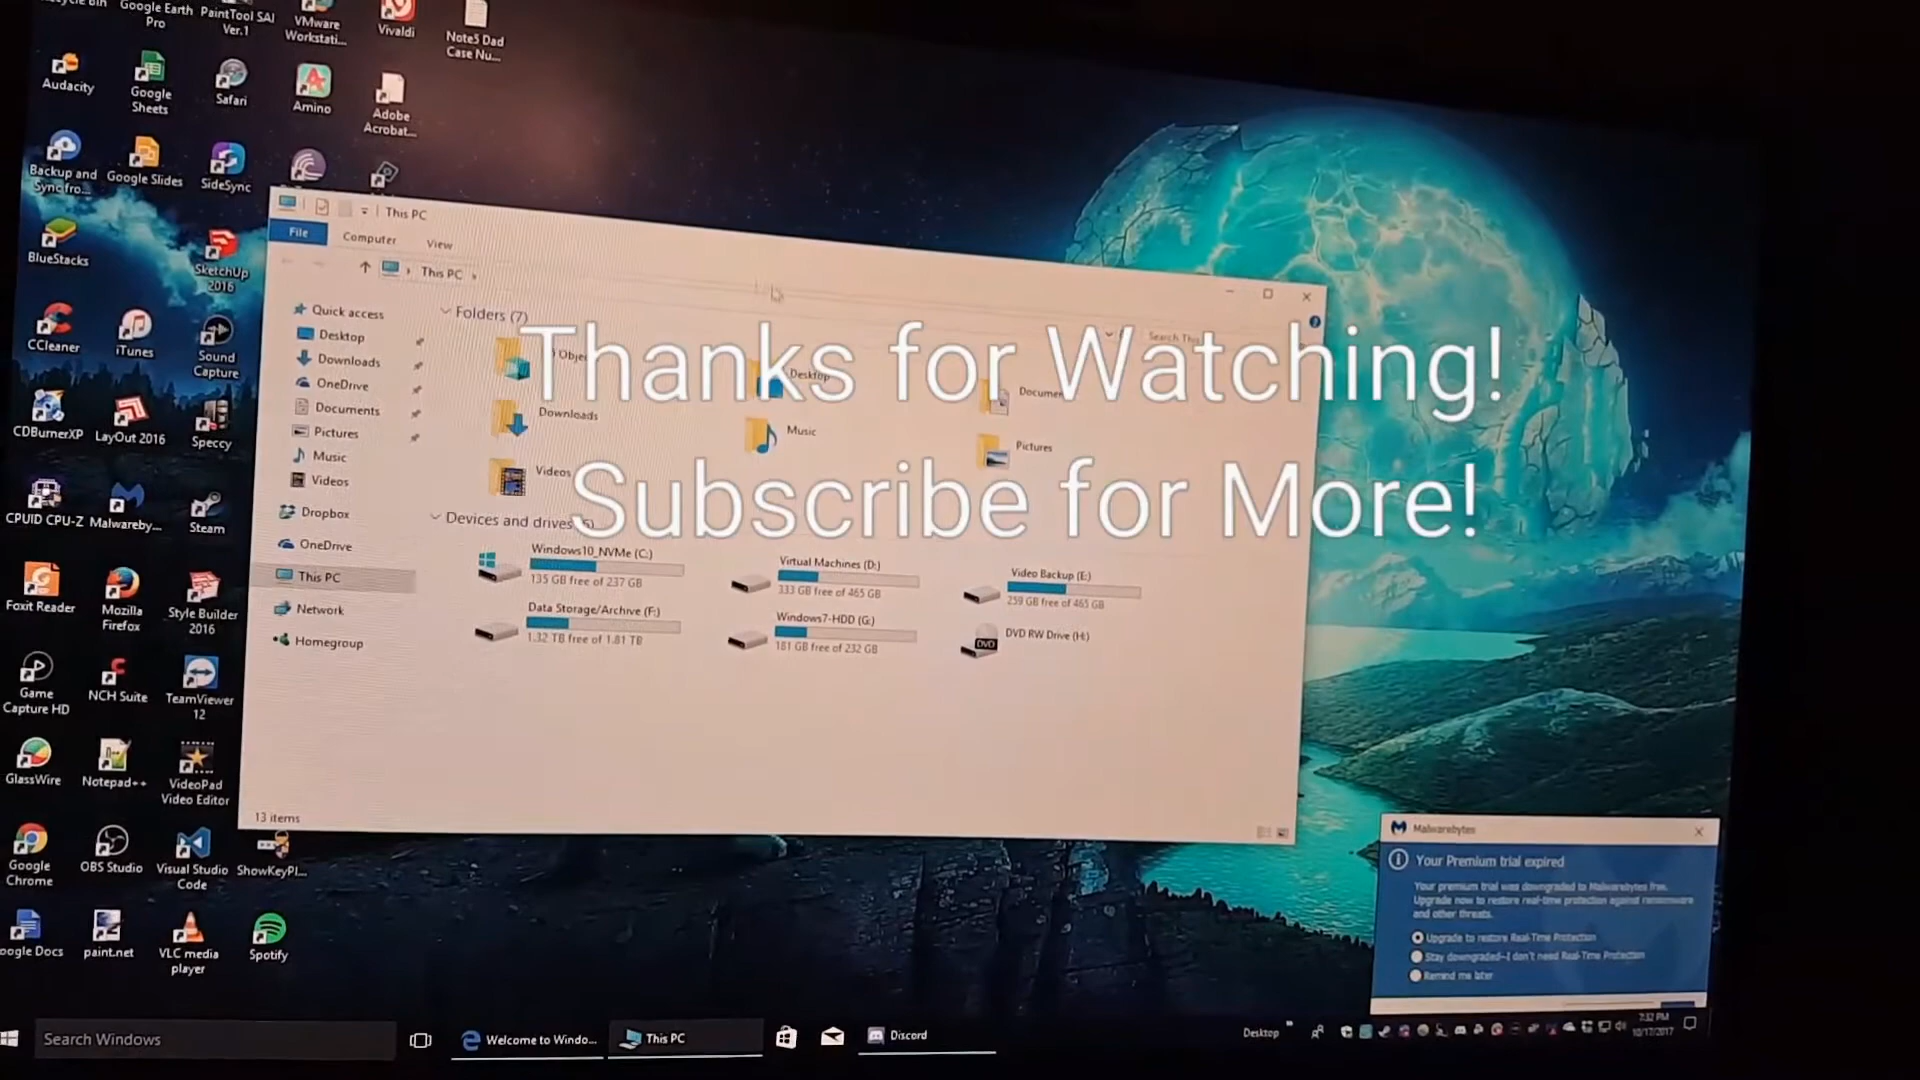 Google Earth
Pro
PaintTool SAI
Ver.1
VMware
Workstati...
Vivaldi
Note5 Dad
Case Nu...
Audacity
Google
Sheets
Safari
Amino
Adobe
Acrobat...
Backup and
Sync fro...
Google Slides
SideSync
BlueStacks
SketchUp
2016
CCleaner
iTunes
Sound
Capture
CDBurnerXP
LayOut 2016
Speccy
CPUID CPU-Z
Malwareby...
Steam
Foxit Reader
Mozilla
Firefox
Style Builder
2016
Game
Capture HD
NCH Suite
TeamViewer
12
GlassWire
Notepad++
VideoPad
Video Editor
Google
Chrome
OBS Studio
Visual Studio
Code
ShowKeyPl...
oogle Docs
paint.net
VLC media
player
Spotify
This PC
File
Computer
View
This PC
Search This
Quick access
Desktop
Downloads
OneDrive
Documents
Pictures
Music
Videos
Dropbox
OneDrive
This PC
Network
Homegroup
Folders (7)
Desktop
Downloads
Music
Pictures
Videos
Thanks for Watching!
Subscribe for More!
Devices and drives
Windows10_NVMe (C:)
135 GB free of 237 GB
Virtual Machines (D:)
333 GB free of 465 GB
Video Backup (E:)
259 GB free of 465 GB
Data Storage/Archive (F:)
1.32 TB free of 1.81 TB
Windows7-HDD (G:)
181 GB free of 232 GB
DVD RW Drive (H:)
DVD
13 items
Malwarebytes
Your Premium trial expired
Your premium trial was downgraded to Malwarebytes Free.
Upgrade now to restore real-time protection against ransomware
and other threats.
Upgrade to restore Real-Time Protection
Stay downgraded—I don't need Real-Time Protection
Remind me later
Search Windows
Welcome to Windo...
This PC
Discord
Desktop
7:32 PM
10/17/2017